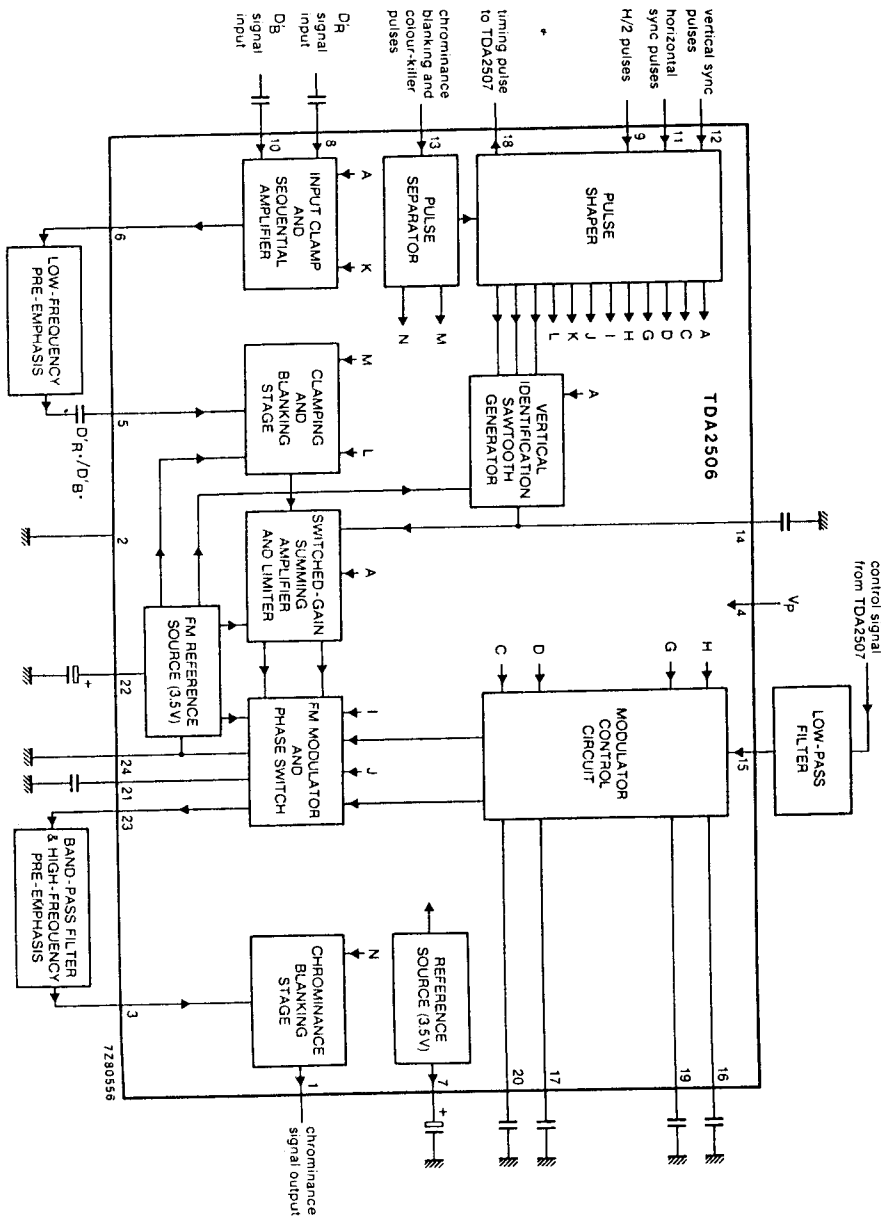 TDA2506
vertical sync
pulses
horizontal
sync pulses
H/2 pulses
timing pulse
to TDA2507
chrominance
blanking and
colour-killer
pulses
D'R
signal
input
D'B
signal
input
12
11
9
18
13
8
10
PULSE
SHAPER
A
C
D
G
H
I
J
K
L
PULSE
SEPARATOR
M
N
INPUT CLAMP
AND
SEQUENTIAL
AMPLIFIER
A
K
6
LOW-FREQUENCY
PRE-EMPHASIS
D'R*/D'B*
5
VERTICAL
IDENTIFICATION
SAWTOOTH
GENERATOR
A
CLAMPING
AND
BLANKING
STAGE
M
L
2
14
SWITCHED-GAIN
SUMMING
AMPLIFIER
AND LIMITER
A
FM REFERENCE
SOURCE (3.5 V)
+
22
VP
4
control signal
from TDA2507
LOW-PASS
FILTER
15
MODULATOR
CONTROL
CIRCUIT
C
D
G
H
FM MODULATOR
AND
PHASE SWITCH
I
J
24
21
23
BAND-PASS FILTER
& HIGH-FREQUENCY
PRE-EMPHASIS
3
REFERENCE
SOURCE (3.5 V)
CHROMINANCE
BLANKING
STAGE
N
16
19
17
20
7
+
1
chrominance
signal output
7Z80556